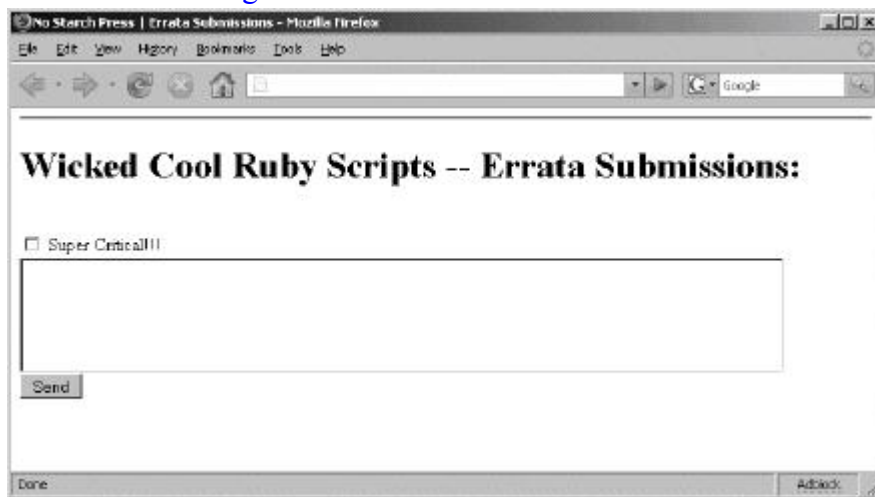 No Starch Press | Errata Submissions - Mozilla Firefox
File Edit View History Bookmarks Tools Help
Google
Wicked Cool Ruby Scripts -- Errata Submissions:
Super Critical!!!
Send
Done Adblock